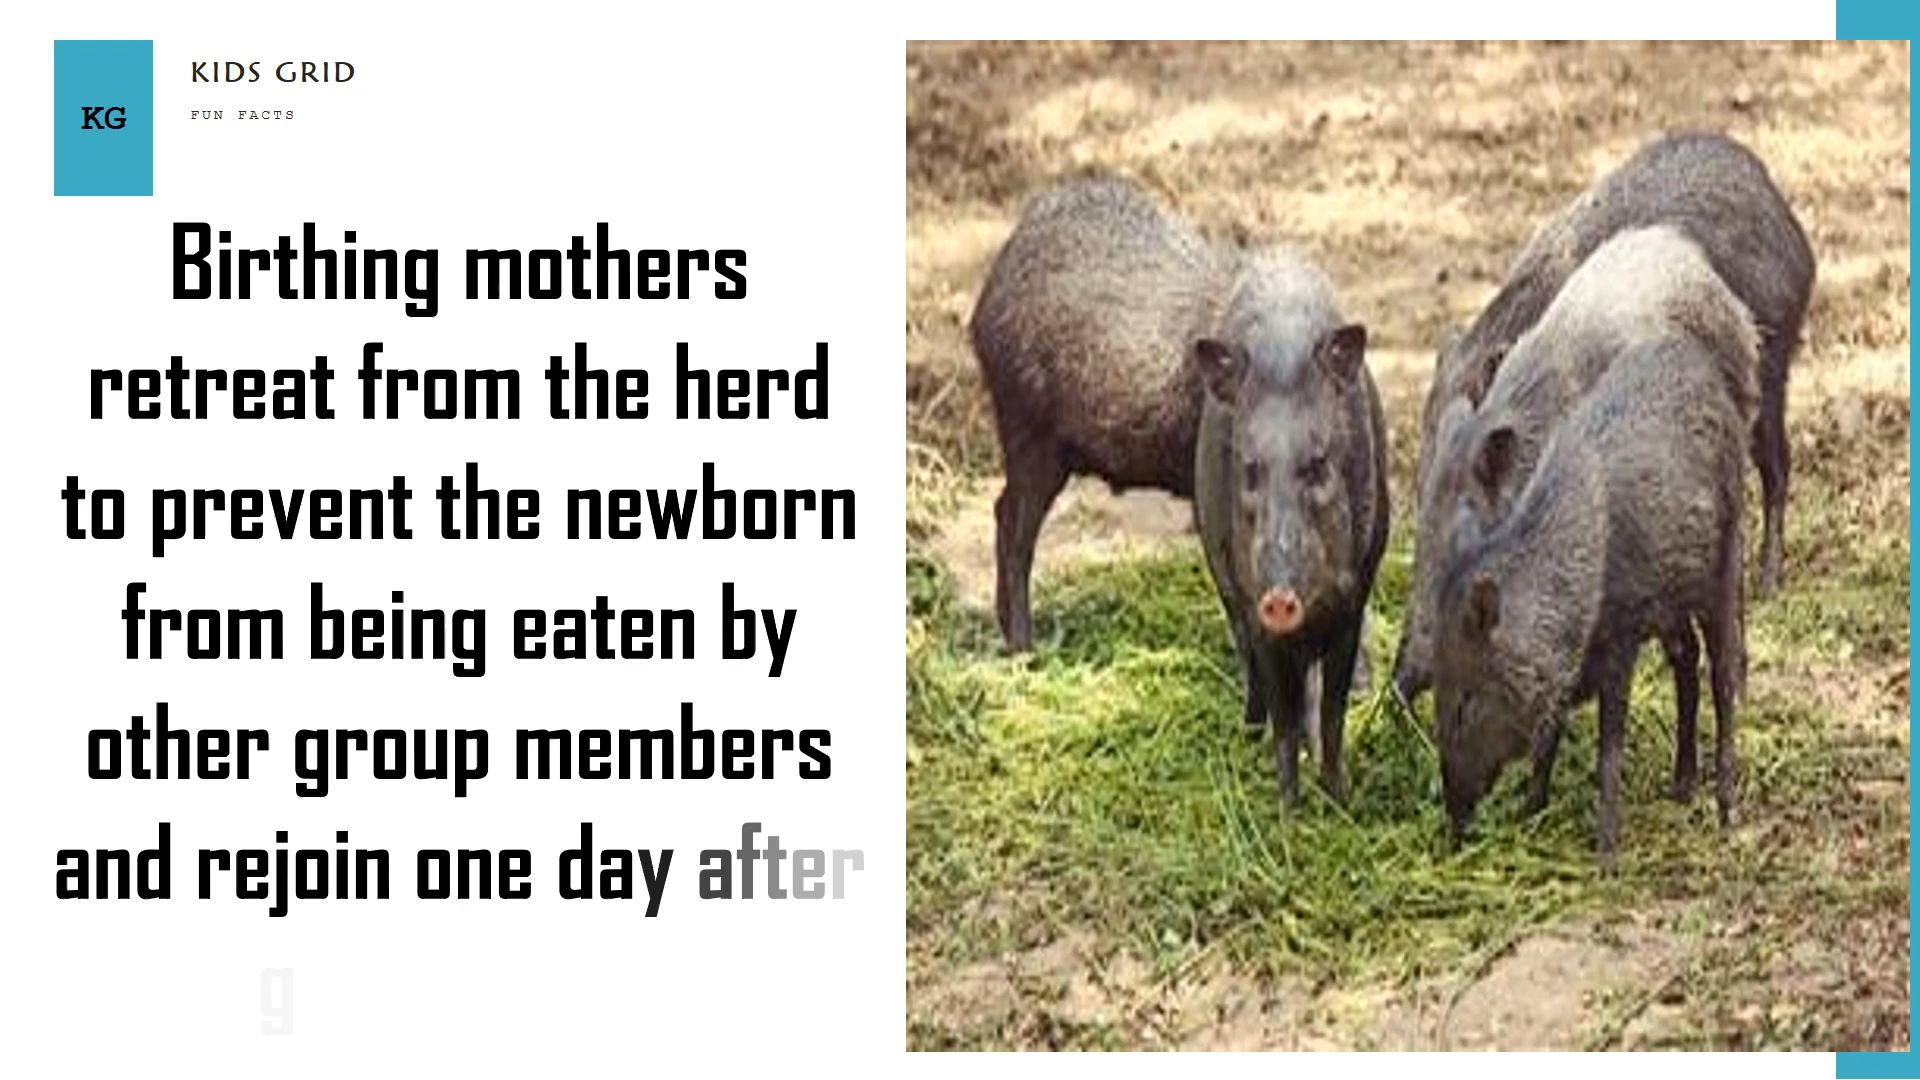 KG
KIDS GRID
FUN FACTS
Birthing mothers
retreat from the herd
to prevent the newborn
from being eaten by
other group members
and rejoin one day after
g